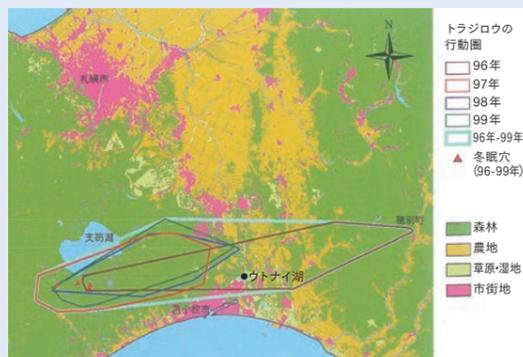 N
トラジロウの
行動圏
96年
97年
98年
99年
96年-99年
冬眠穴
(96-99年)
札幌市
穂別町
支笏湖
ウトナイ湖
苫小牧市
森林
農地
草原・湿地
市街地